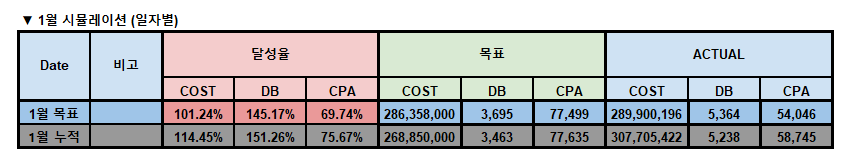 ▼ 1월 시뮬레이션 (일자별)
Date 비고 달성율 목표 ACTUAL
COST DB CPA COST DB CPA COST DB CPA
1월 목표 101.24% 145.17% 69.74% 286,358,000 3,695 77,499 289,900,196 5,364 54,046
1월 누적 114.45% 151.26% 75.67% 268,850,000 3,463 77,635 307,705,422 5,238 58,745